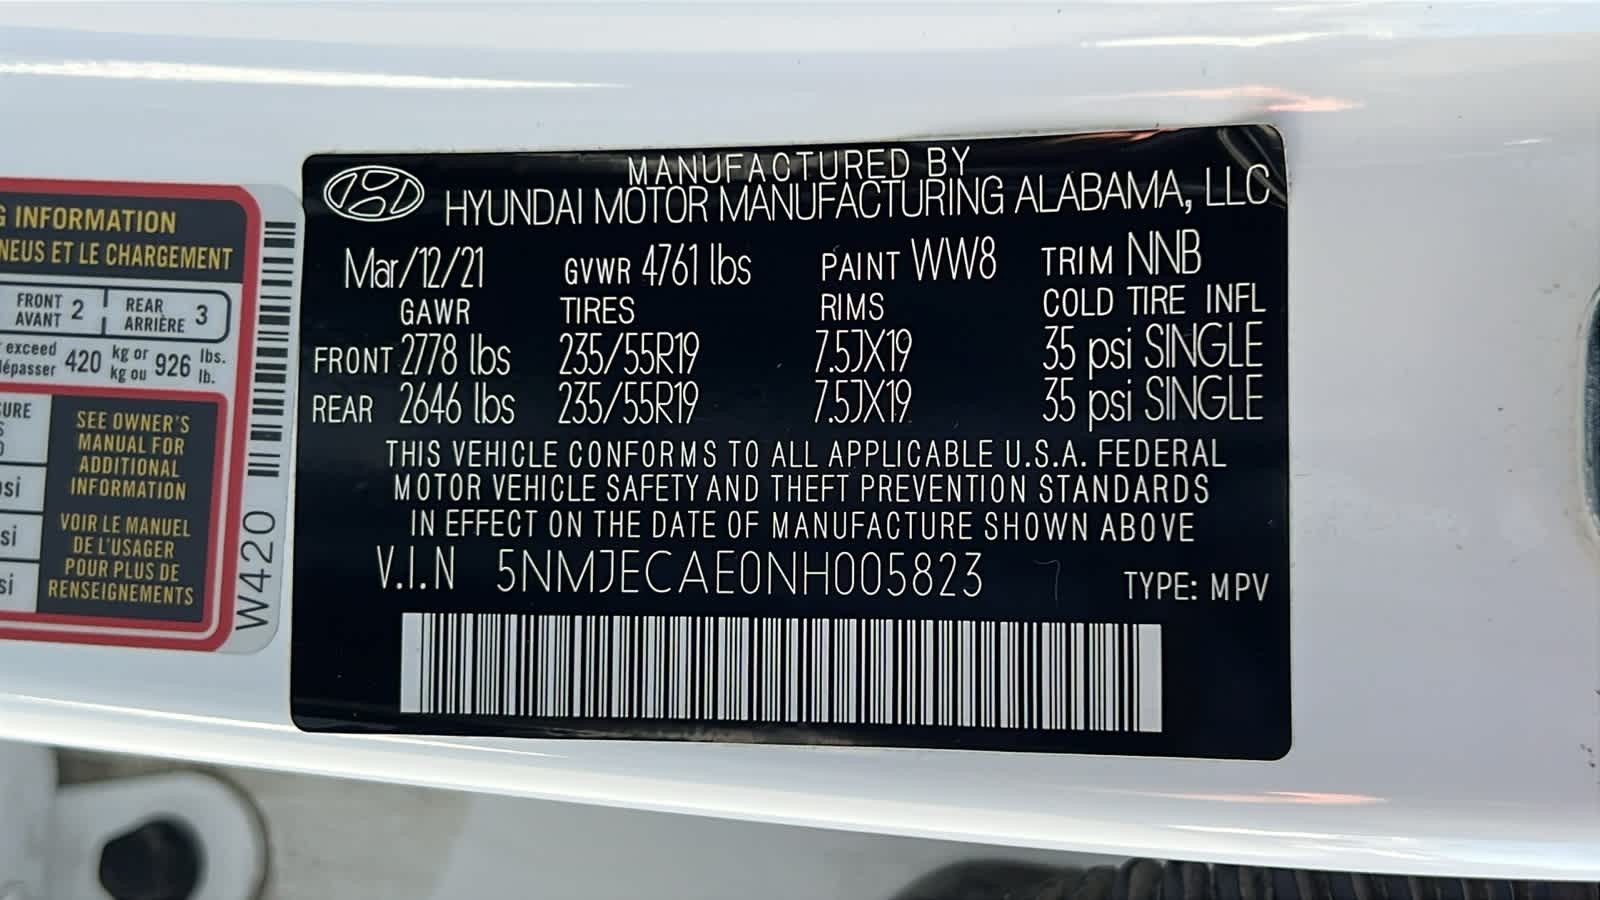 G INFORMATION
NEUS ET LE CHARGEMENT
FRONT AVANT 2 REAR ARRIÈRE 3
exceed 420 kg or 926 lbs.
dépasser kg ou lb.
SEE OWNER'S
MANUAL FOR
ADDITIONAL
INFORMATION
VOIR LE MANUEL
DE L'USAGER
POUR PLUS DE
RENSEIGNEMENTS
W420
MANUFACTURED BY
HYUNDAI MOTOR MANUFACTURING ALABAMA, LLC
Mar/12/21 GVWR 4761 lbs PAINT WW8 TRIM NNB
GAWR TIRES RIMS COLD TIRE INFL
FRONT 2778 lbs 235/55R19 7.5JX19 35 psi SINGLE
REAR 2646 lbs 235/55R19 7.5JX19 35 psi SINGLE
THIS VEHICLE CONFORMS TO ALL APPLICABLE U.S.A. FEDERAL
MOTOR VEHICLE SAFETY AND THEFT PREVENTION STANDARDS
IN EFFECT ON THE DATE OF MANUFACTURE SHOWN ABOVE
V.I.N 5NMJECAE0NH005823 TYPE: MPV